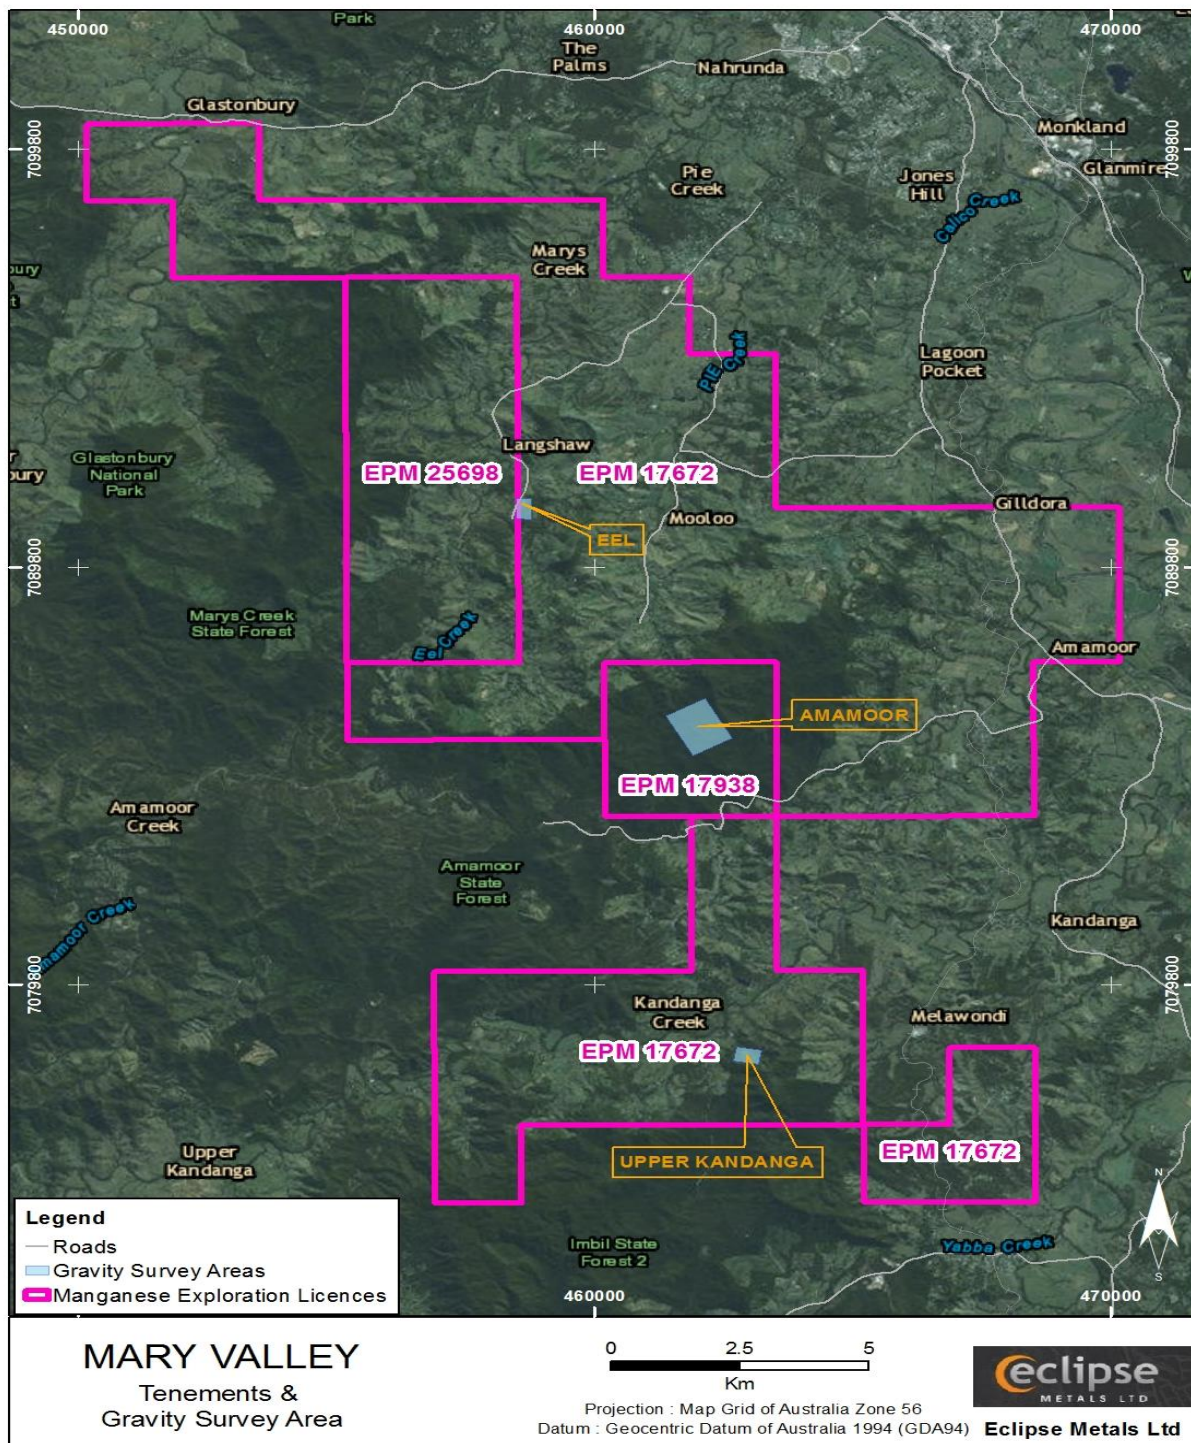 Park
450000
460000
470000
The
Palms
Nahrunda
Glastonbury
Monkland
7099800
7099800
Glanmire
Pie
Creek
Jones
Hill
Calico Creek
Marys
Creek
PIE Creek
Lagoon
Pocket
Langshaw
Glastonbury
National
Park
EPM 25698
EPM 17672
Gilldora
Mooloo
EEL
7089800
7089800
Marys Creek
State Forest
Eel Creek
Amamoor
AMAMOOR
EPM 17938
Amamoor
Creek
Amamoor
State
Forest
Kandanga
7079800
7079800
Kandanga
Creek
Melawondi
EPM 17672
Upper
Kandanga
UPPER KANDANGA
EPM 17672
N
S
Imbil State
Forest 2
Yabba Creek
460000
470000
Legend
Roads
Gravity Survey Areas
Manganese Exploration Licences
MARY VALLEY
Tenements &
Gravity Survey Area
0 2.5 5
Km
Projection : Map Grid of Australia Zone 56
Datum : Geocentric Datum of Australia 1994 (GDA94)
eclipse
METALS LTD
Eclipse Metals Ltd